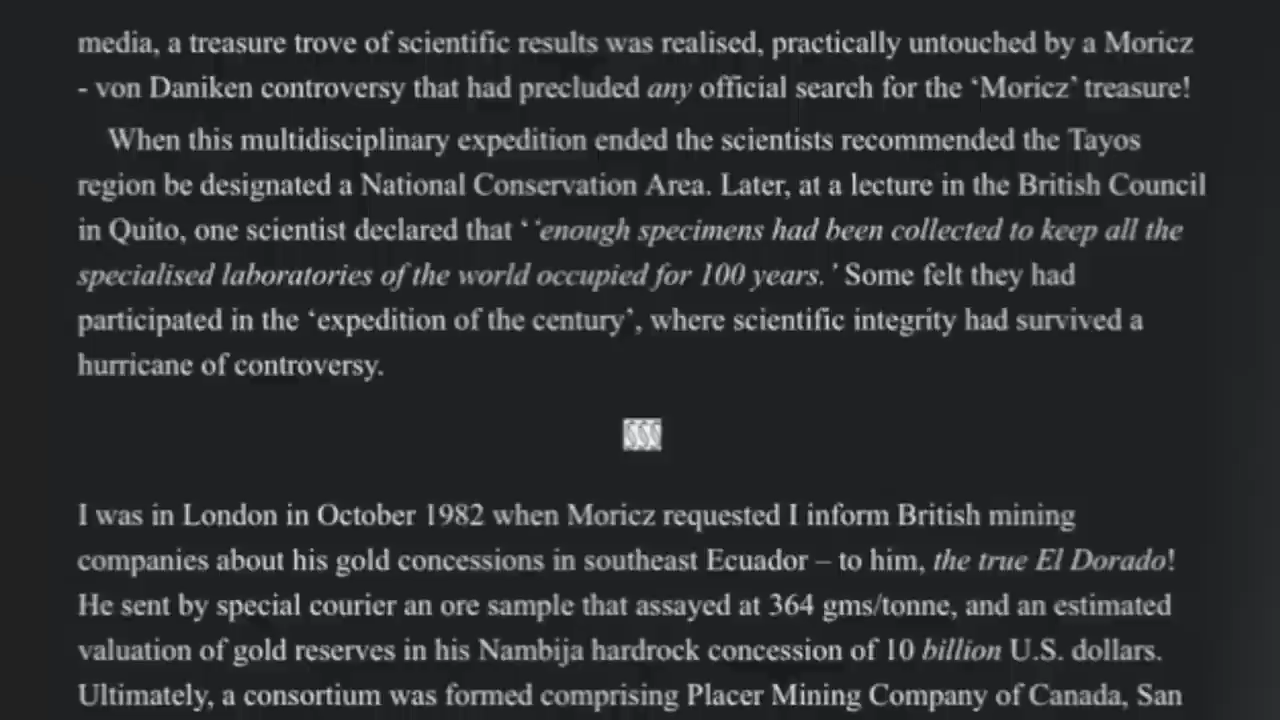 media, a treasure trove of scientific results was realised, practically untouched by a Moricz
- von Daniken controversy that had precluded any official search for the ‘Moricz’ treasure!
When this multidisciplinary expedition ended the scientists recommended the Tayos
region be designated a National Conservation Area. Later, at a lecture in the British Council
in Quito, one scientist declared that ‘‘enough specimens had been collected to keep all the
specialised laboratories of the world occupied for 100 years.’ Some felt they had
participated in the ‘expedition of the century’, where scientific integrity had survived a
hurricane of controversy.
§§§
I was in London in October 1982 when Moricz requested I inform British mining
companies about his gold concessions in southeast Ecuador – to him, the true El Dorado!
He sent by special courier an ore sample that assayed at 364 gms/tonne, and an estimated
valuation of gold reserves in his Nambija hardrock concession of 10 billion U.S. dollars.
Ultimately, a consortium was formed comprising Placer Mining Company of Canada, San